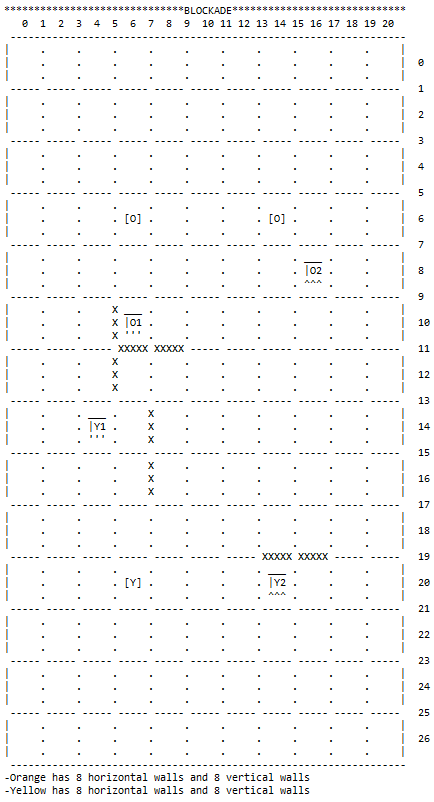 ******************************BLOCKADE*****************************
0 1 2 3 4 5 6 7 8 9 10 11 12 13 14 15 16 17 18 19 20
0
1
2
3
4
5
[O] [O] 6
7
|O2 8
^^^
9
X
X |O1 10
X '''
XXXXX XXXXX 11
X
X 12
X
13
X
|Y1 X 14
''' X
15
X
X 16
X
17
18
XXXXX XXXXX 19
[Y] |Y2 20
^^^
21
22
23
24
25
26
-Orange has 8 horizontal walls and 8 vertical walls
-Yellow has 8 horizontal walls and 8 vertical walls